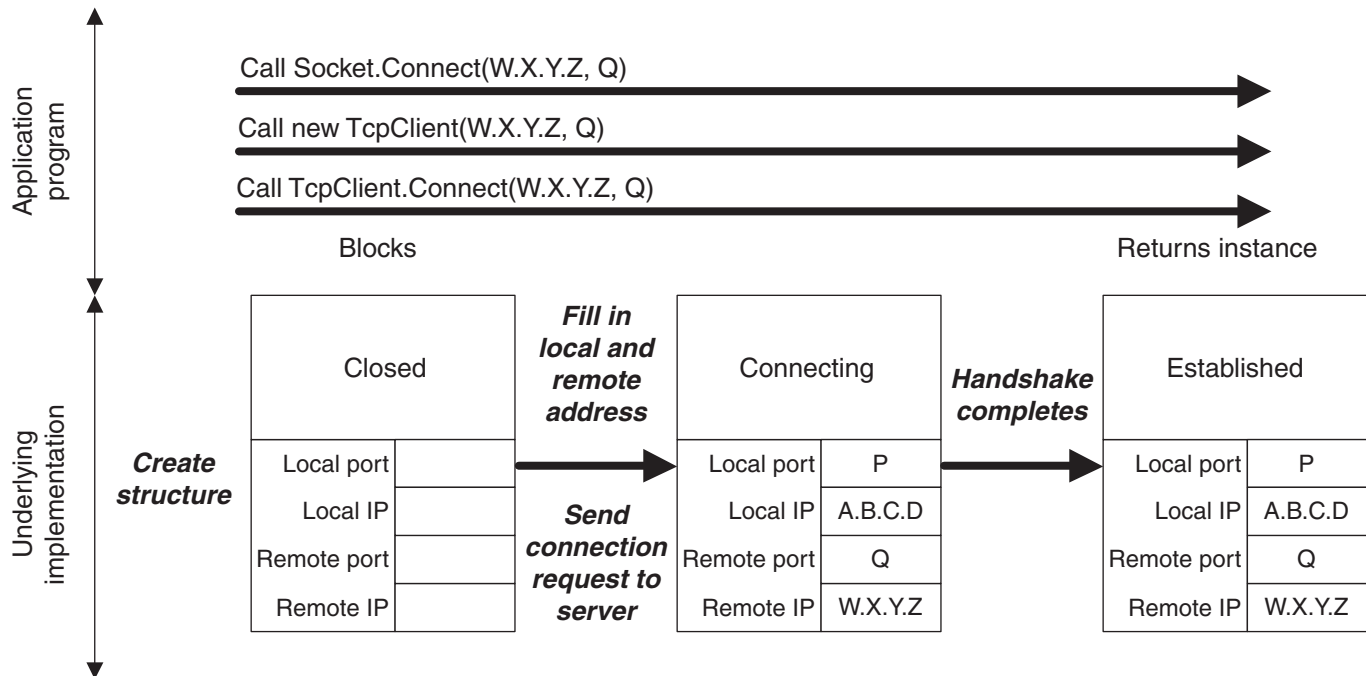 Application
program
Call Socket.Connect(W.X.Y.Z, Q)
Call new TcpClient(W.X.Y.Z, Q)
Call TcpClient.Connect(W.X.Y.Z, Q)
Blocks
Returns instance
Underlying
implementation
Create
structure
Closed
Local port
Local IP
Remote port
Remote IP
Fill in
local and
remote
address
Send
connection
request to
server
Connecting
Local port P
Local IP A.B.C.D
Remote port Q
Remote IP W.X.Y.Z
Handshake
completes
Established
Local port P
Local IP A.B.C.D
Remote port Q
Remote IP W.X.Y.Z